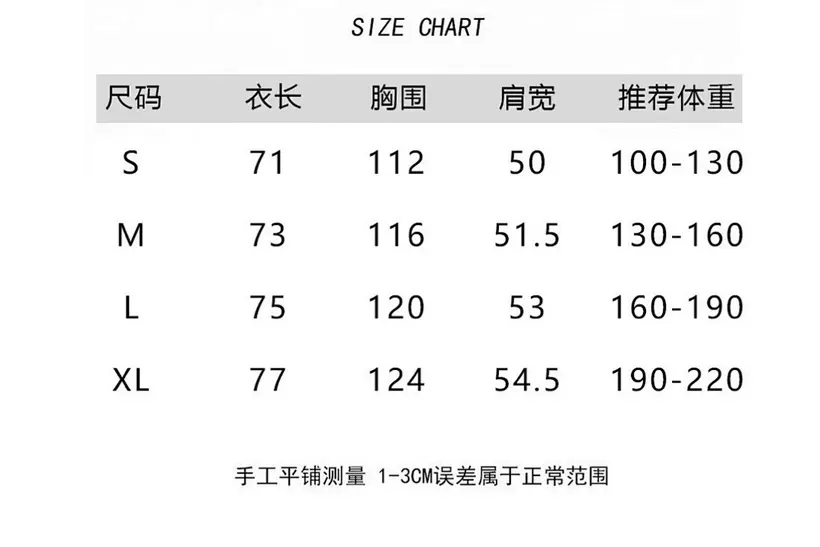 SIZE CHART
尺码 衣长 胸围 肩宽 推荐体重
S 71 112 50 100-130
M 73 116 51.5 130-160
L 75 120 53 160-190
XL 77 124 54.5 190-220
手工平铺测量 1-3CM误差属于正常范围